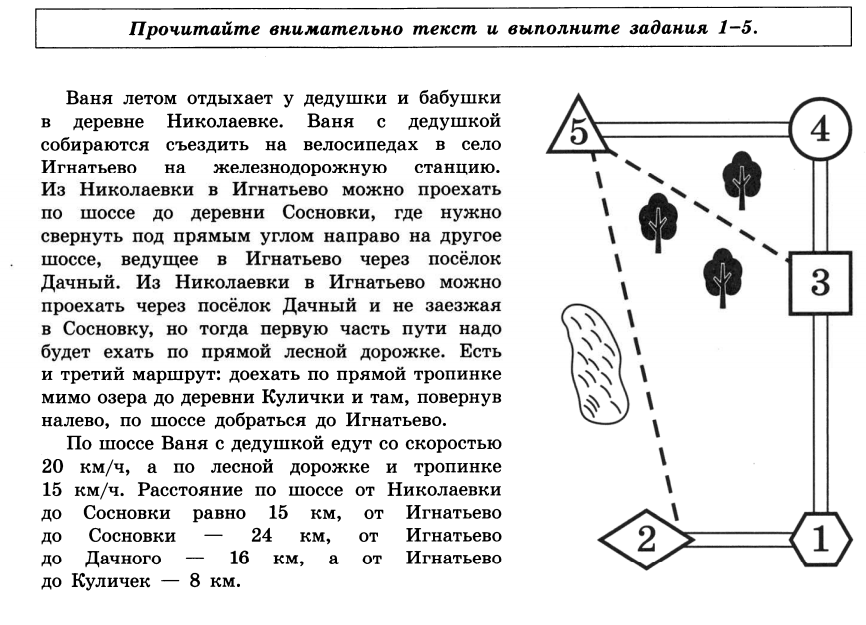 Прочитайте внимательно текст и выполните задания 1–5.
Ваня летом отдыхает у дедушки и бабушки
в деревне Николаевке. Ваня с дедушкой
собираются съездить на велосипедах в село
Игнатьево на железнодорожную станцию.
Из Николаевки в Игнатьево можно проехать
по шоссе до деревни Сосновки, где нужно
свернуть под прямым углом направо на другое
шоссе, ведущее в Игнатьево через посёлок
Дачный. Из Николаевки в Игнатьево можно
проехать через посёлок Дачный и не заезжая
в Сосновку, но тогда первую часть пути надо
будет ехать по прямой лесной дорожке. Есть
и третий маршрут: доехать по прямой тропинке
мимо озера до деревни Кулички и там, повернув
налево, по шоссе добраться до Игнатьево.
По шоссе Ваня с дедушкой едут со скоростью
20 км/ч, а по лесной дорожке и тропинке
15 км/ч. Расстояние по шоссе от Николаевки
до Сосновки равно 15 км, от Игнатьево
до Сосновки — 24 км, от Игнатьево
до Дачного — 16 км, а от Игнатьево
до Куличек — 8 км.
5
4
3
2
1